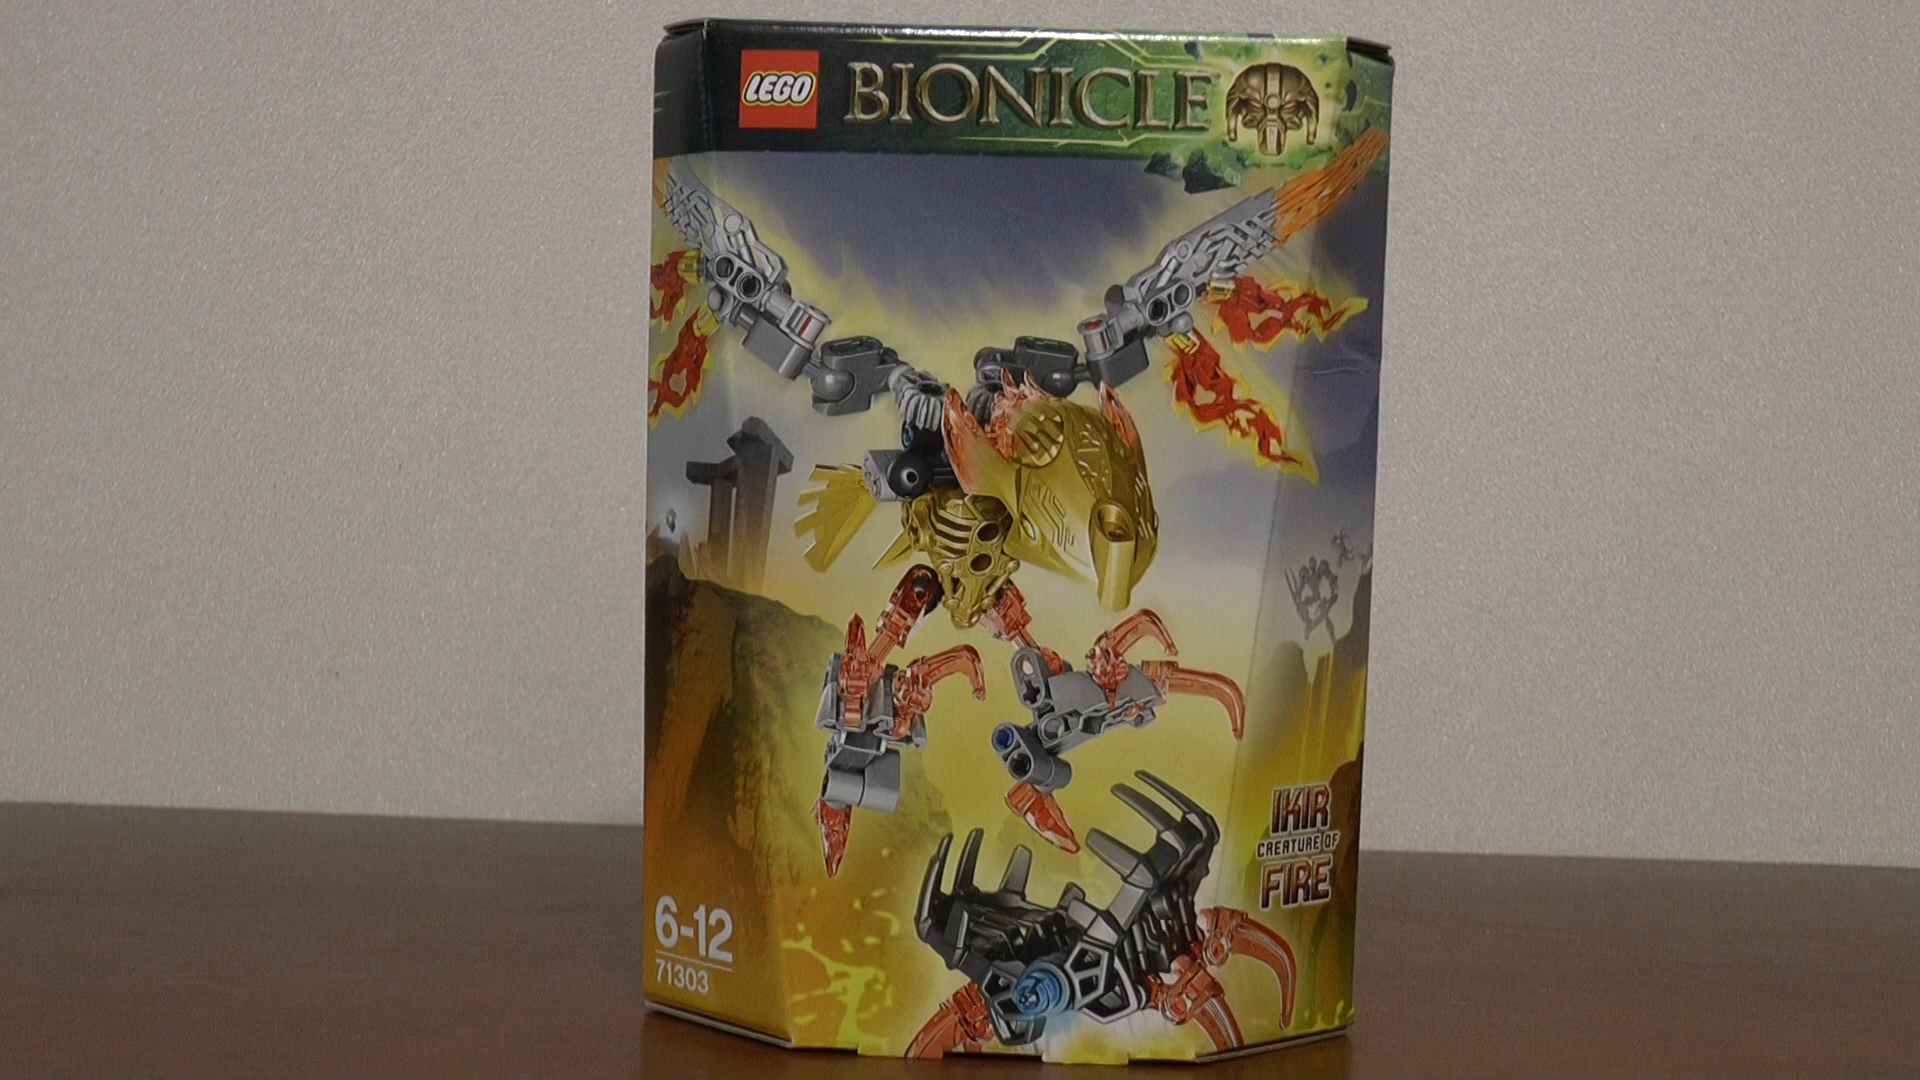 LEGO BIONICLE
IKIR
CREATURE OF
FIRE
6-12
71303